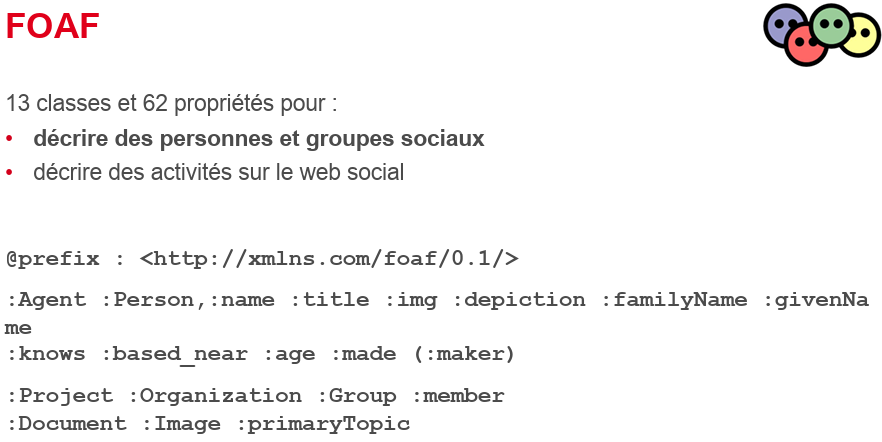 FOAF
13 classes et 62 propriétés pour :
• décrire des personnes et groupes sociaux
• décrire des activités sur le web social
@prefix : <http://xmlns.com/foaf/0.1/>
:Agent :Person,:name :title :img :depiction :familyName :givenNa
me
:knows :based_near :age :made (:maker)
:Project :Organization :Group :member
:Document :Image :primaryTopic